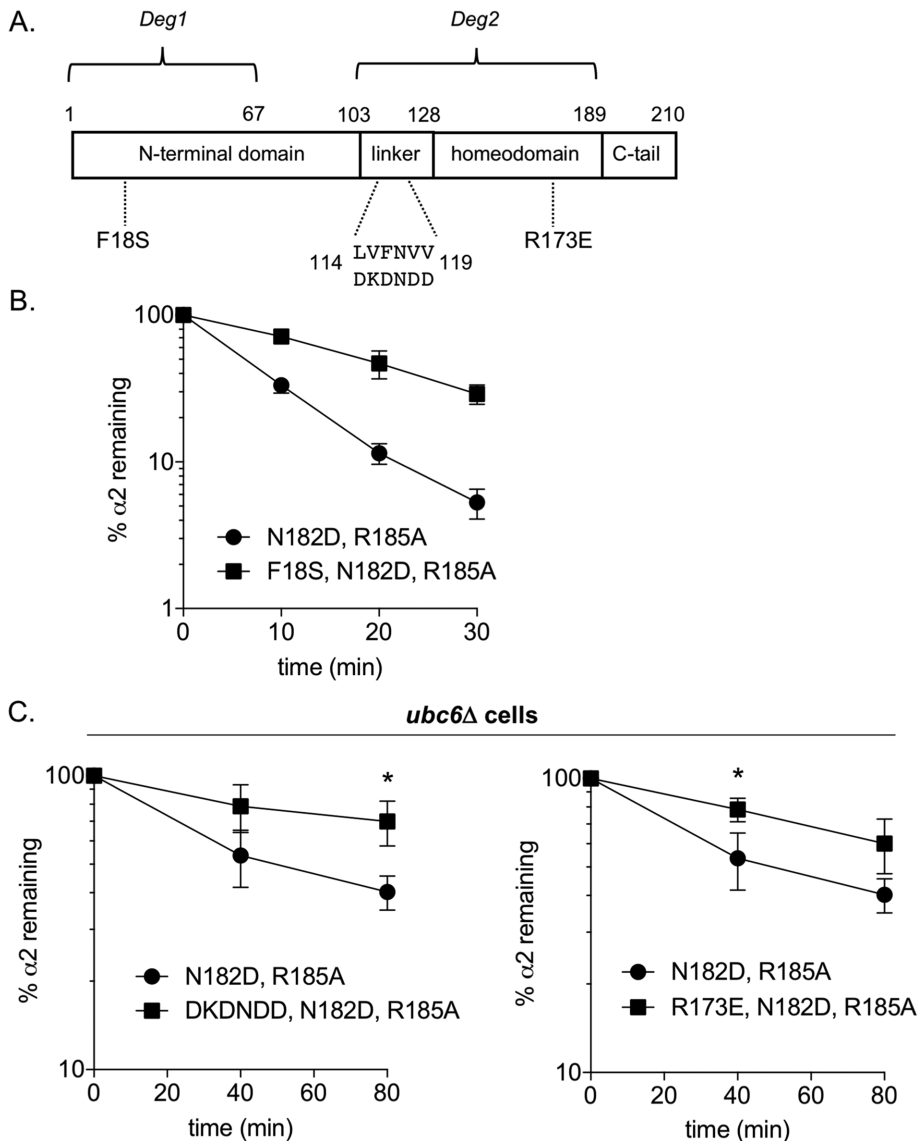 A.
Deg1 Deg2
1 67 103 128 189 210
N-terminal domain linker homeodomain C-tail
F18S R173E
114 LVFNVV 119
DKDNDD
B.
100
10
1
% α2 remaining
N182D, R185A
F18S, N182D, R185A
0 10 20 30
time (min)
C.
ubc6Δ cells
100
10
% α2 remaining
*
N182D, R185A
DKDNDD, N182D, R185A
0 20 40 60 80
time (min)
100
10
% α2 remaining
*
N182D, R185A
R173E, N182D, R185A
0 20 40 60 80
time (min)